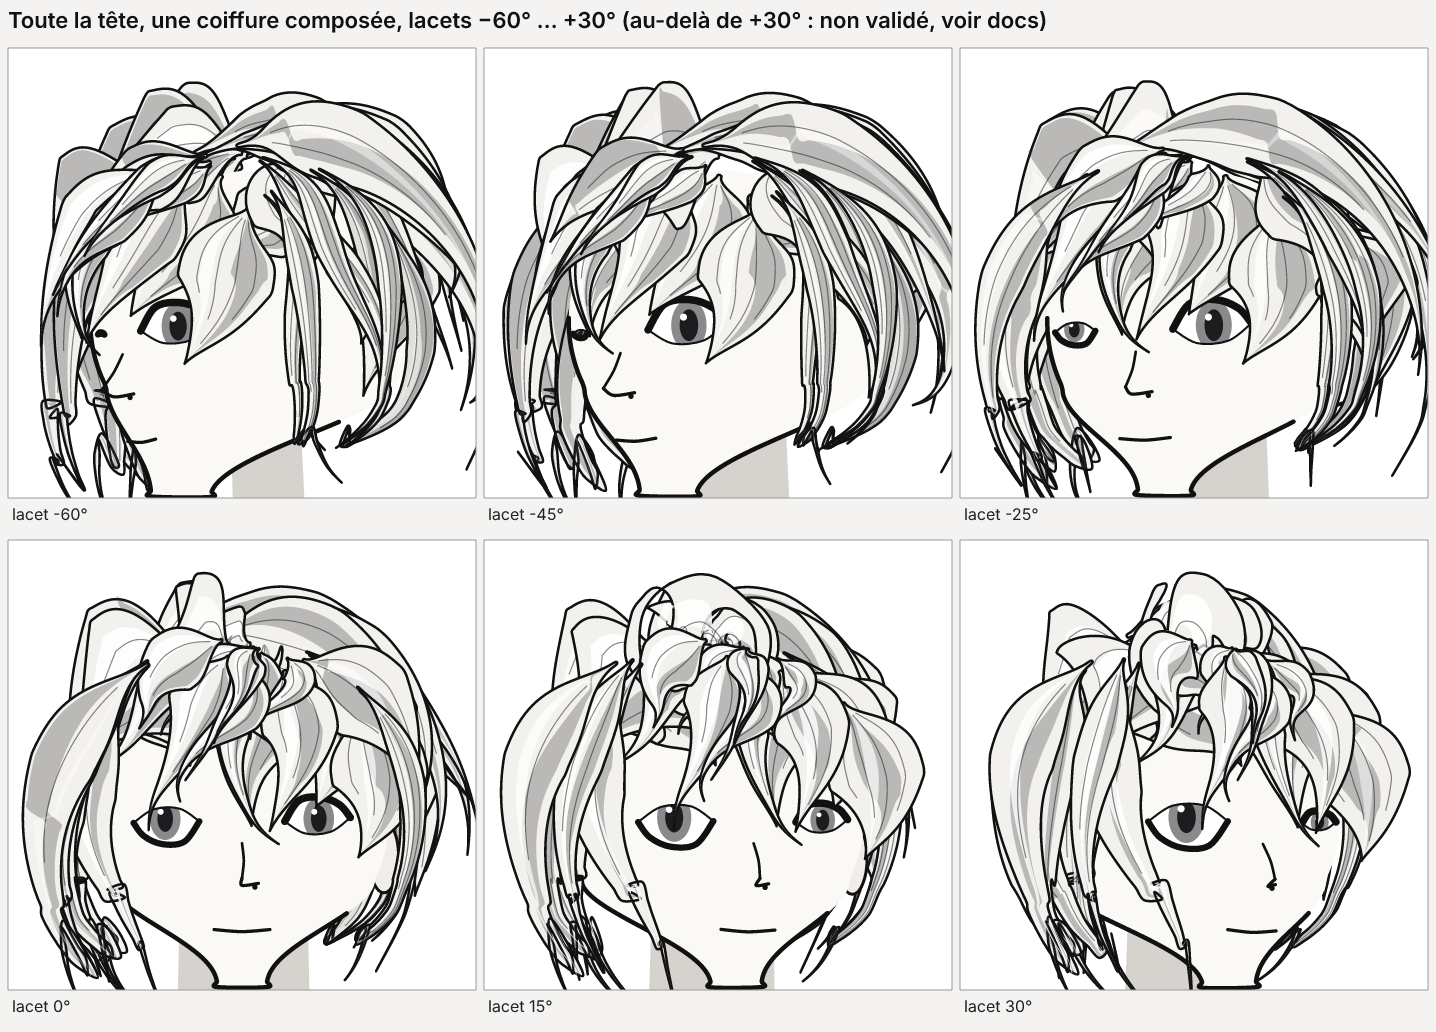 Toute la tête, une coiffure composée, lacets −60° … +30° (au-delà de +30° : non validé, voir docs)
lacet -60°
lacet -45°
lacet -25°
lacet 0°
lacet 15°
lacet 30°